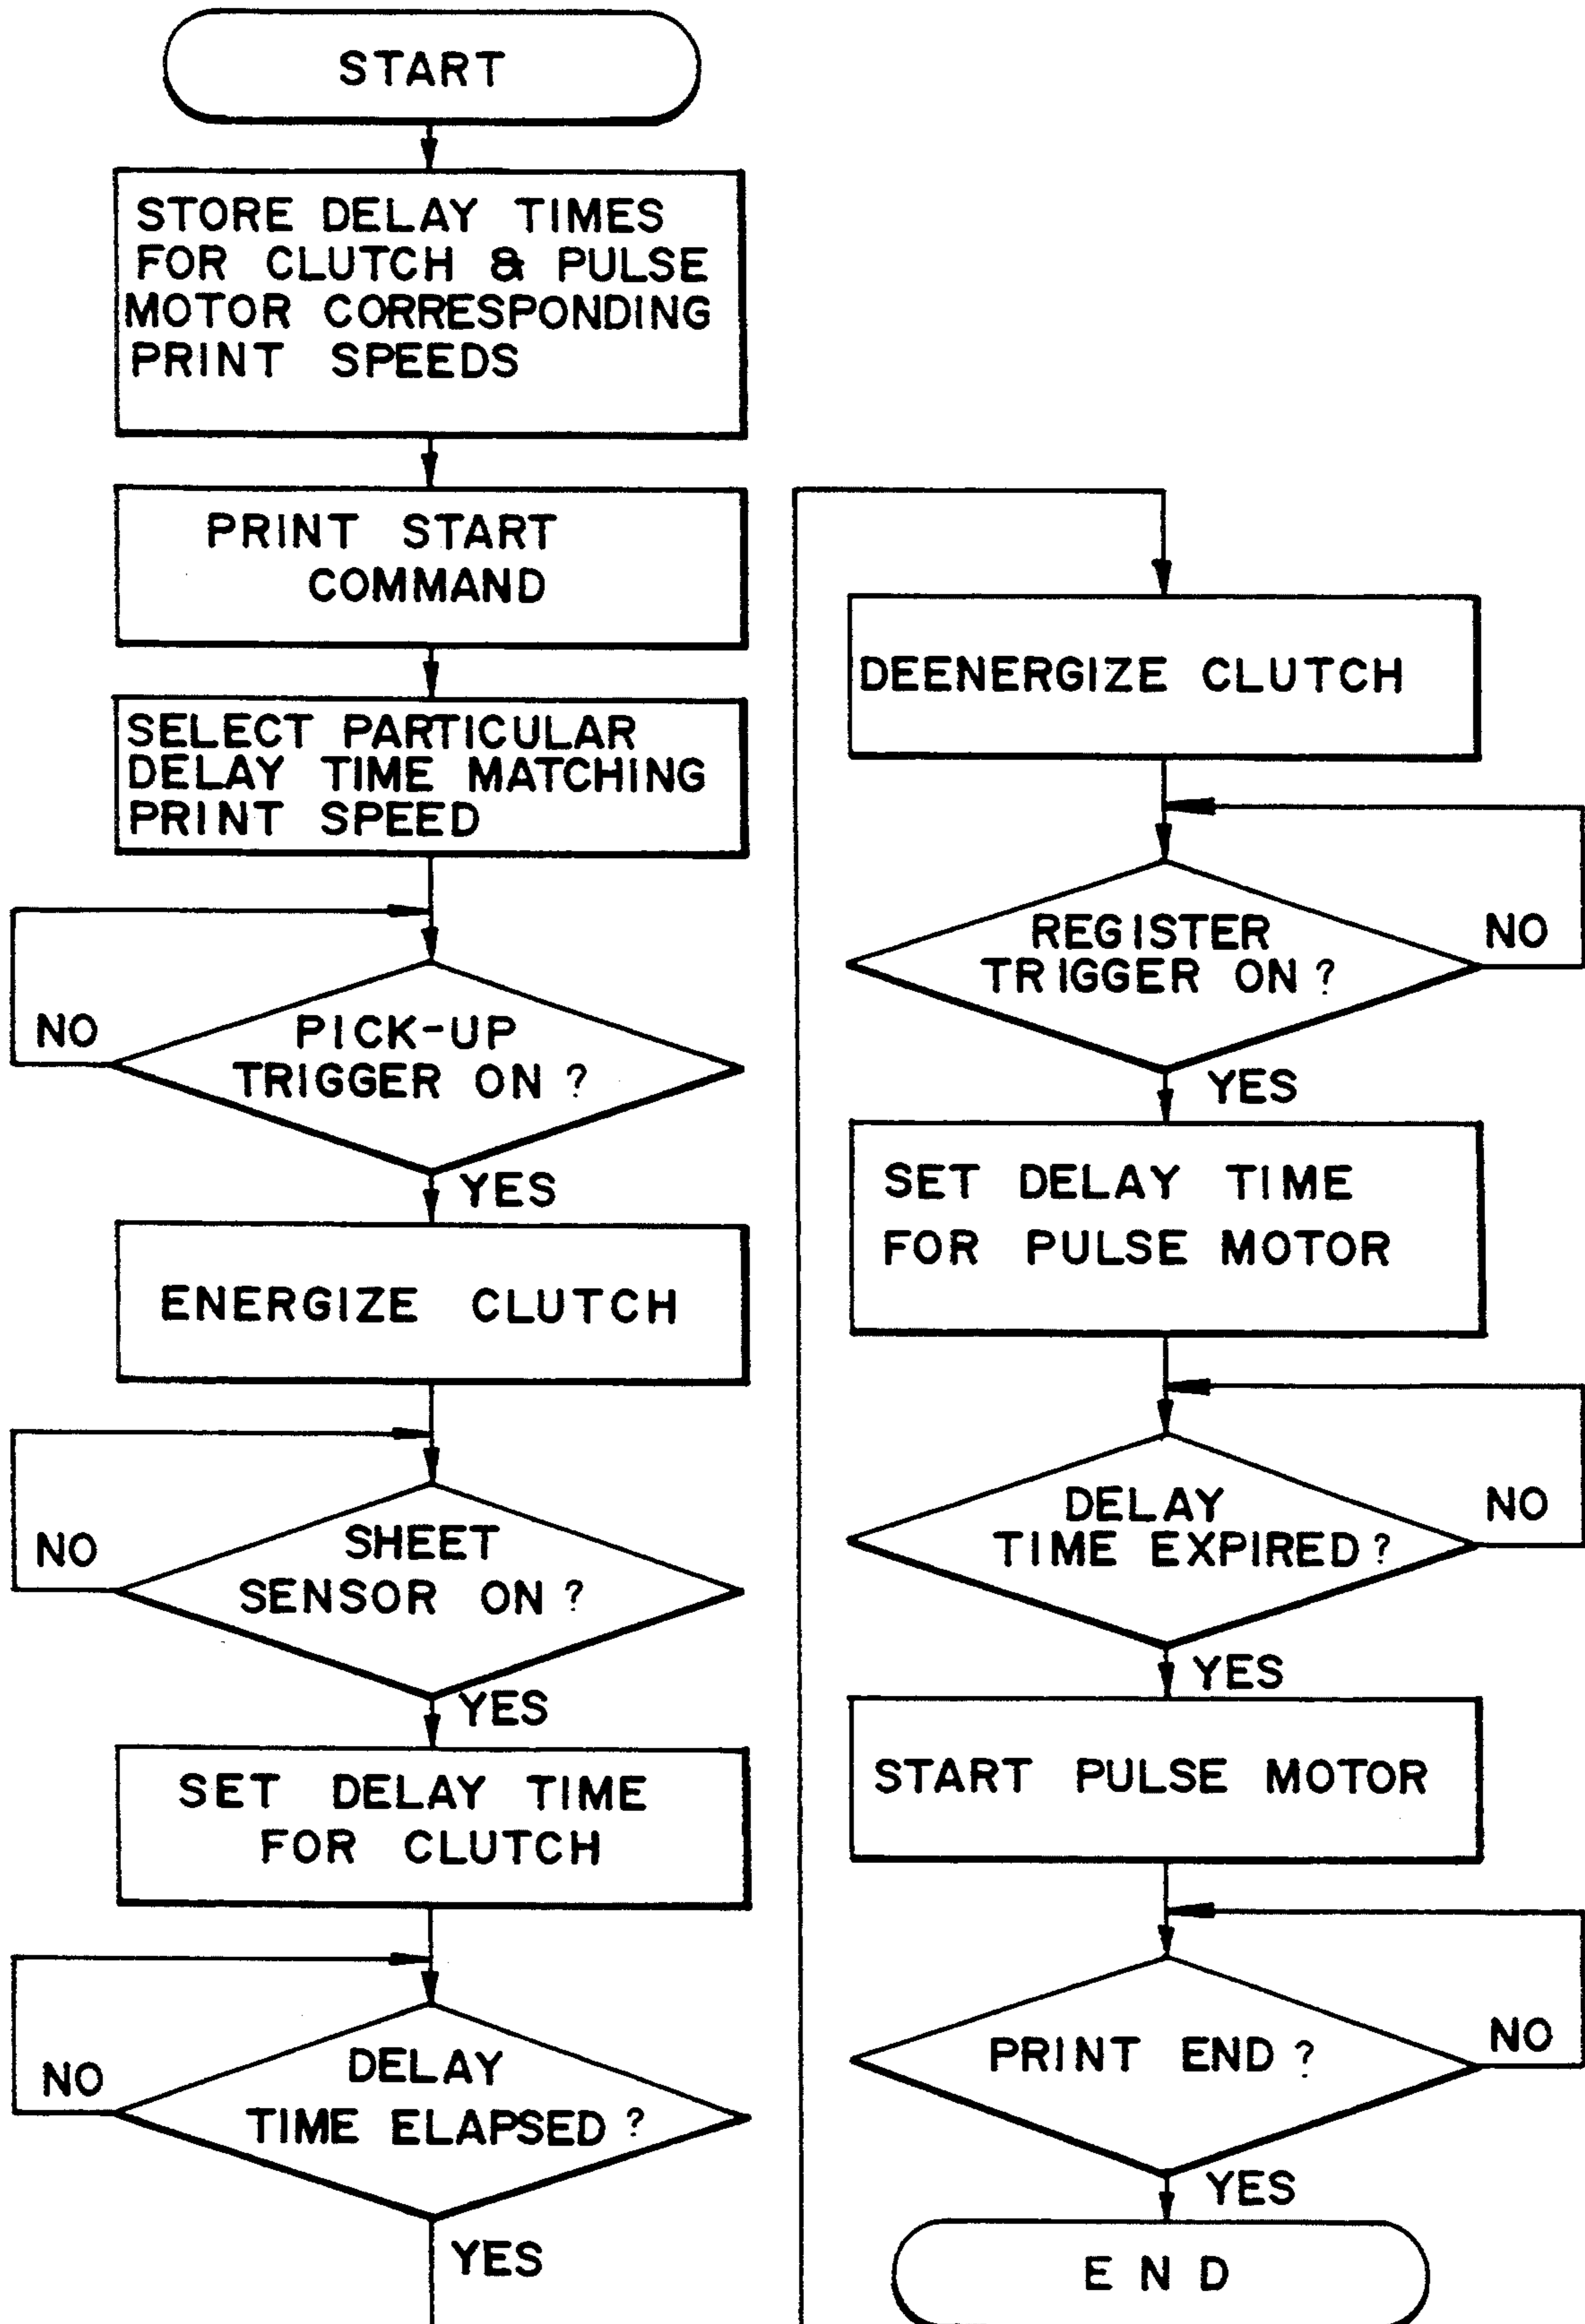 START
STORE DELAY TIMES
FOR CLUTCH & PULSE
MOTOR CORRESPONDING
PRINT SPEEDS
PRINT START
COMMAND
SELECT PARTICULAR
DELAY TIME MATCHING
PRINT SPEED
PICK-UP
TRIGGER ON ?
NO
YES
ENERGIZE CLUTCH
SHEET
SENSOR ON ?
NO
YES
SET DELAY TIME
FOR CLUTCH
DELAY
TIME ELAPSED ?
NO
YES
DEENERGIZE CLUTCH
REGISTER
TRIGGER ON ?
NO
YES
SET DELAY TIME
FOR PULSE MOTOR
DELAY
TIME EXPIRED ?
NO
YES
START PULSE MOTOR
PRINT END ?
NO
YES
END